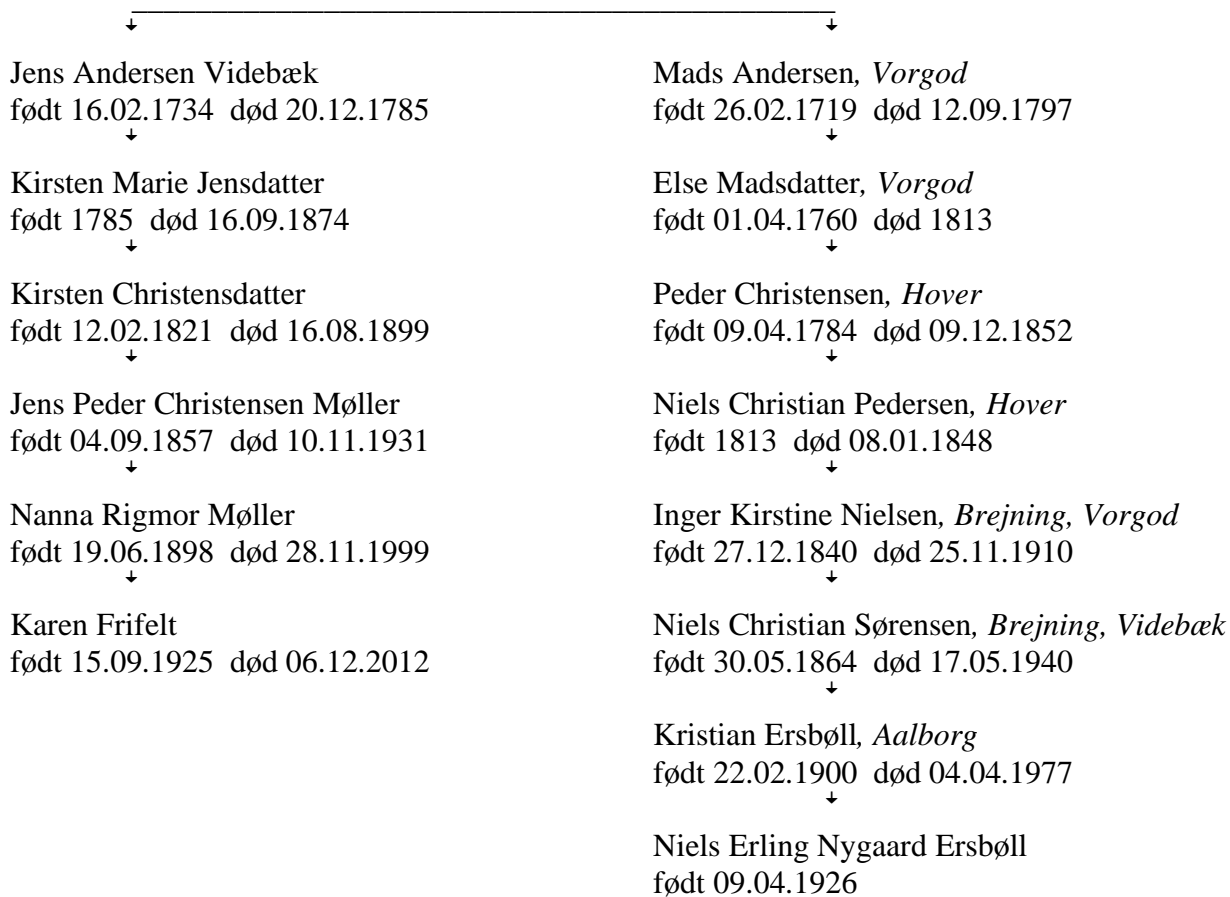 Jens Andersen Videbæk
født 16.02.1734 død 20.12.1785
Kirsten Marie Jensdatter
født 1785 død 16.09.1874
Kirsten Christensdatter
født 12.02.1821 død 16.08.1899
Jens Peder Christensen Møller
født 04.09.1857 død 10.11.1931
Nanna Rigmor Møller
født 19.06.1898 død 28.11.1999
Karen Frifelt
født 15.09.1925 død 06.12.2012
Mads Andersen, Vorgod
født 26.02.1719 død 12.09.1797
Else Madsdatter, Vorgod
født 01.04.1760 død 1813
Peder Christensen, Hover
født 09.04.1784 død 09.12.1852
Niels Christian Pedersen, Hover
født 1813 død 08.01.1848
Inger Kirstine Nielsen, Brejning, Vorgod
født 27.12.1840 død 25.11.1910
Niels Christian Sørensen, Brejning, Videbæk
født 30.05.1864 død 17.05.1940
Kristian Ersbøll, Aalborg
født 22.02.1900 død 04.04.1977
Niels Erling Nygaard Ersbøll
født 09.04.1926